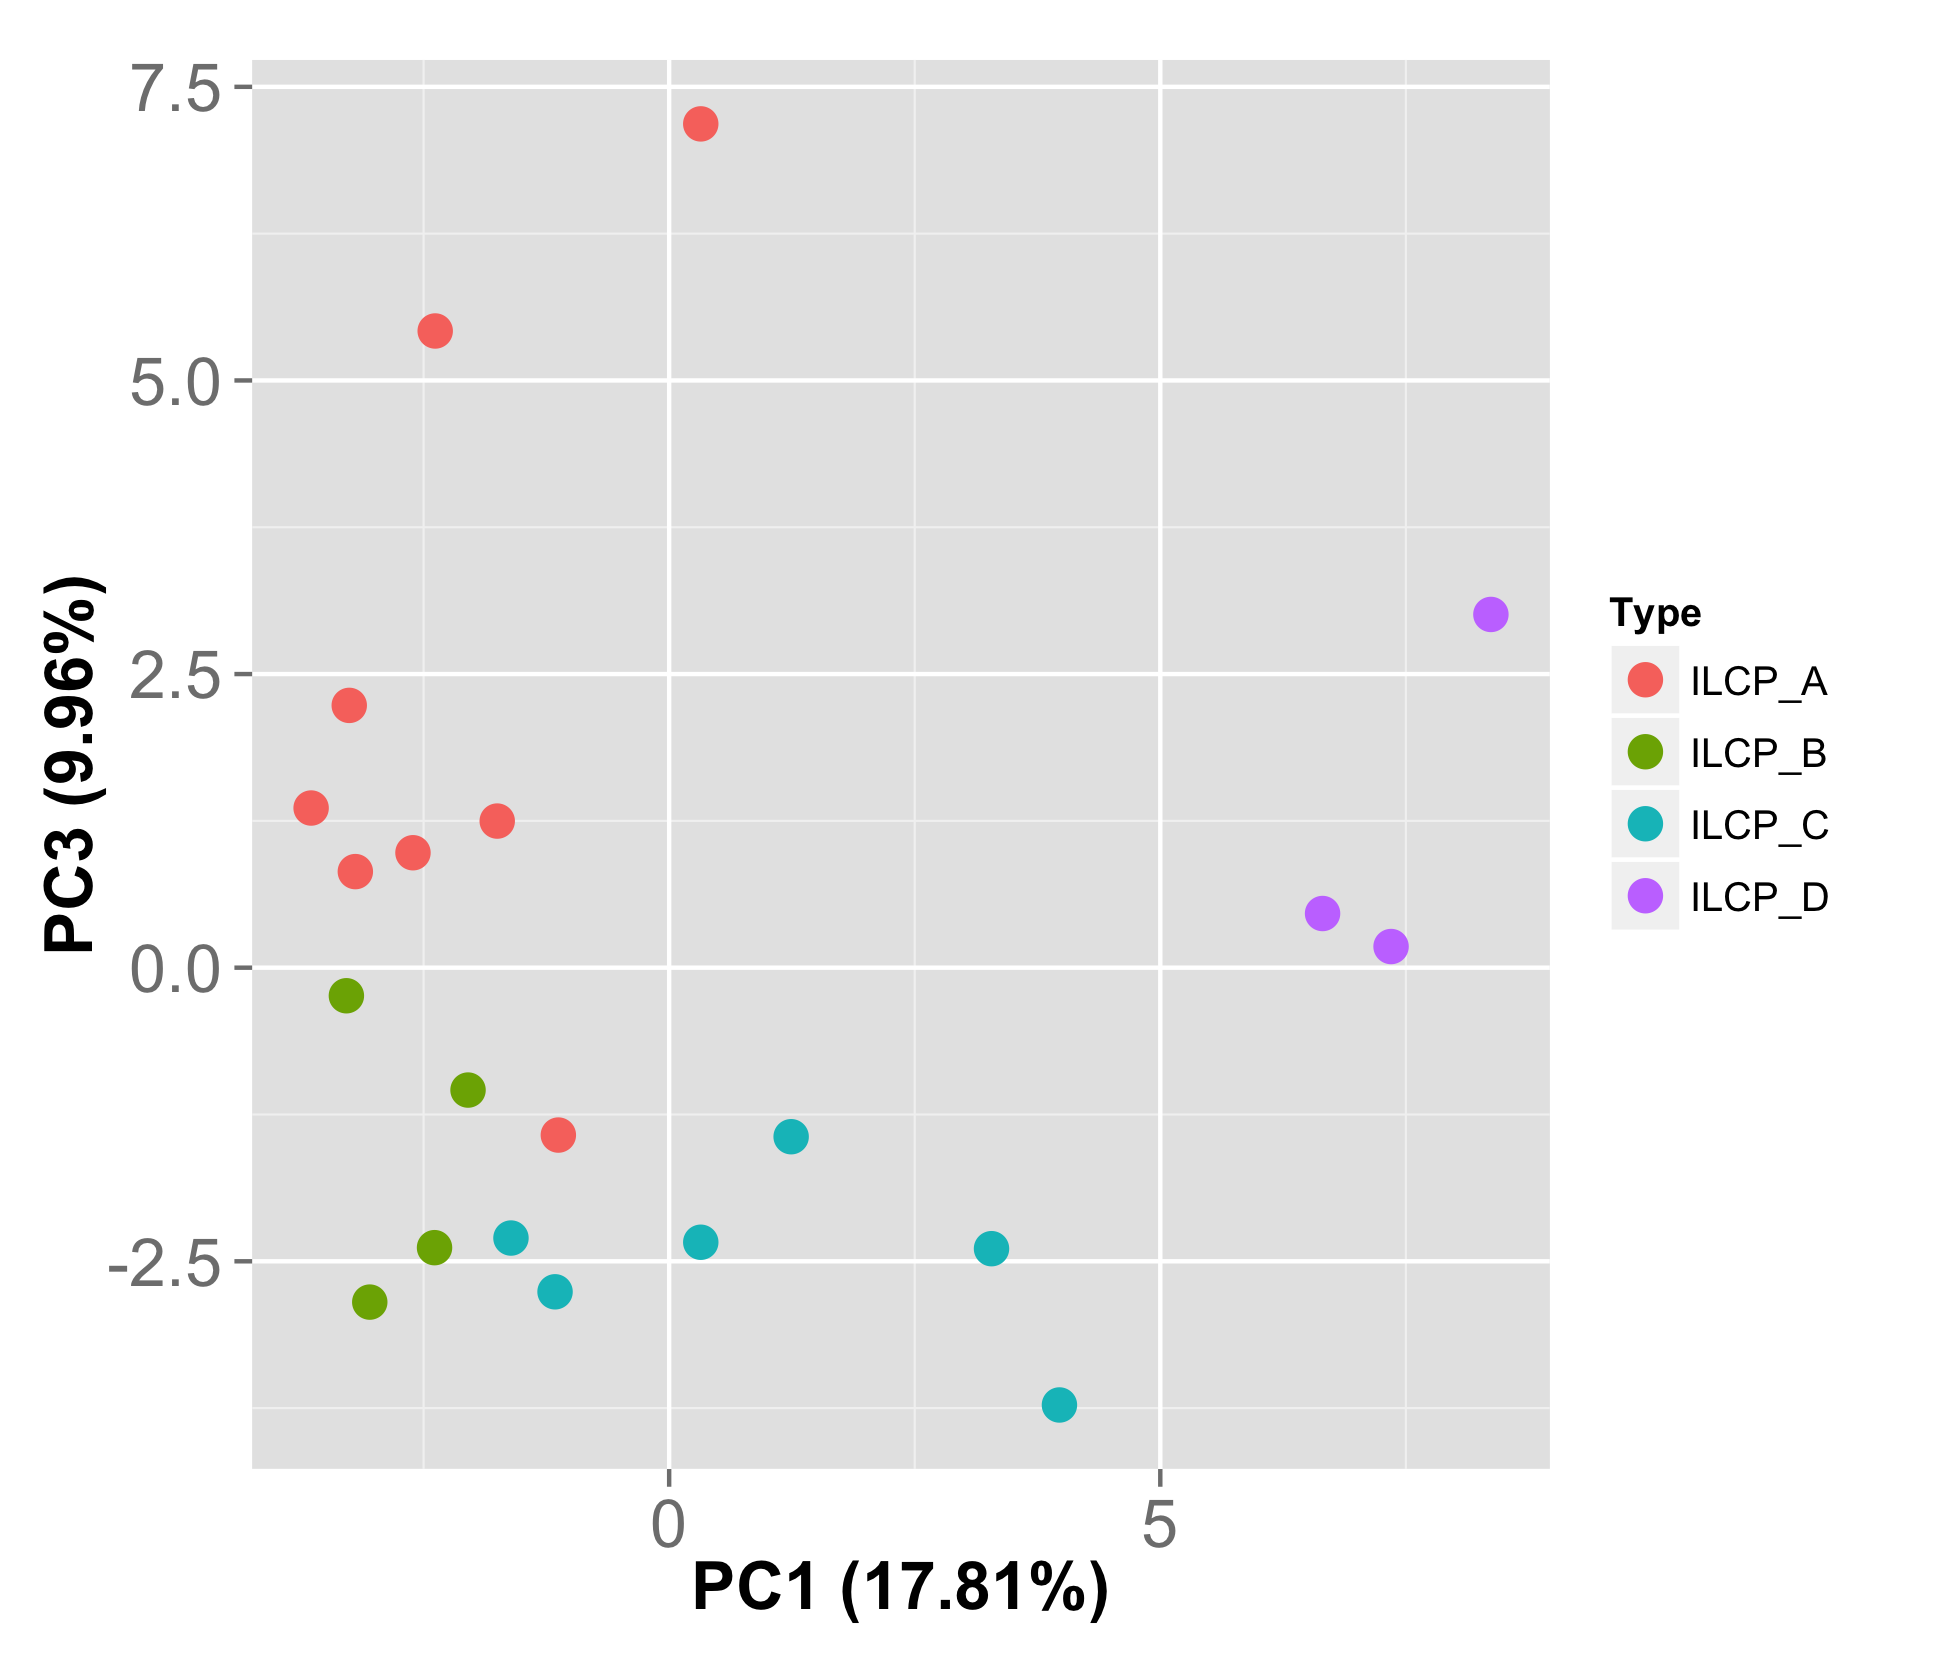 7.5
5.0
2.5
0.0
-2.5
PC3 (9.96%)
0
5
PC1 (17.81%)
Type
ILCP_A
ILCP_B
ILCP_C
ILCP_D